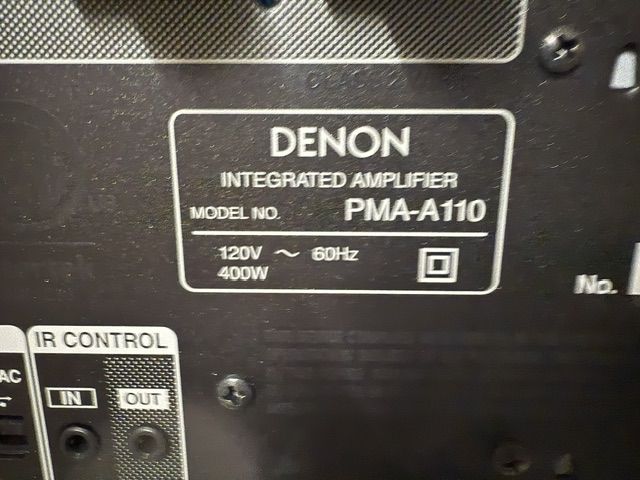 DENON
INTEGRATED AMPLIFIER
MODEL NO. PMA-A110
120V ～ 60Hz
400W
No.
IR CONTROL
AC
IN
OUT